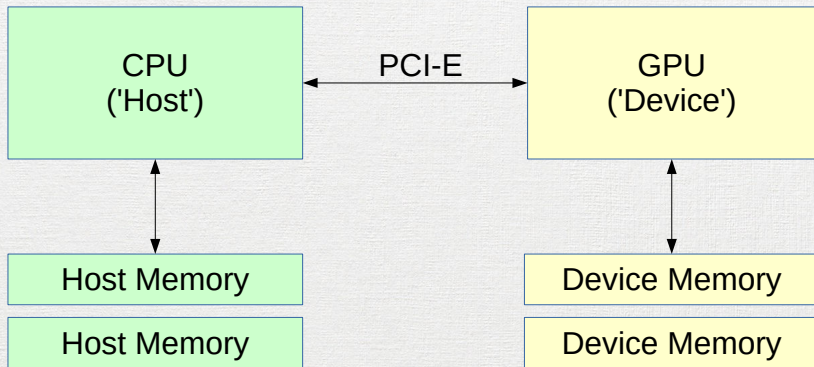 CPU
('Host')
PCI-E
GPU
('Device')
Host Memory
Device Memory
Host Memory
Device Memory